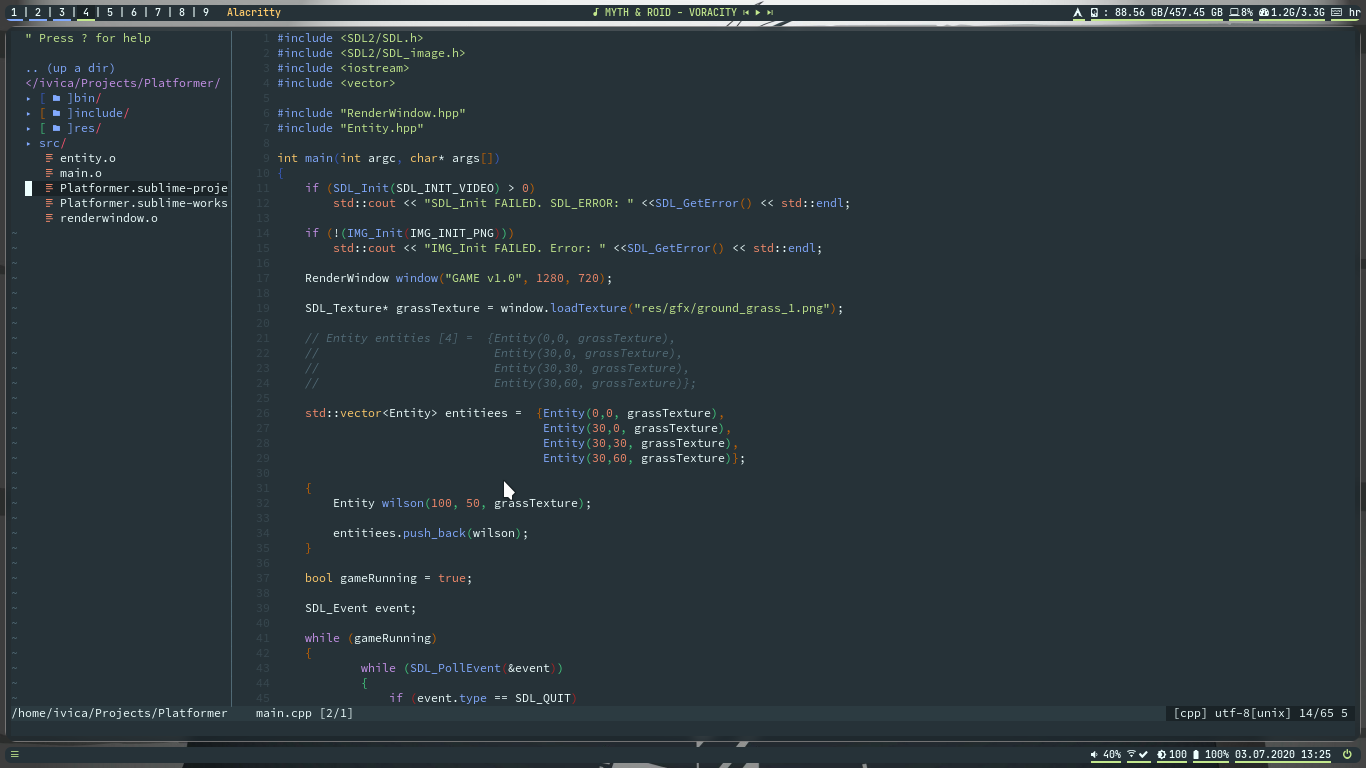 1 | 2 | 3 | 4 | 5 | 6 | 7 | 8 | 9 Alacritty
MYTH & ROID - VORACITY
: 88.56 GB/457.45 GB 8% 1.2G/3.3G hr
" Press ? for help
.. (up a dir)
</ivica/Projects/Platformer/
▸ [ ]bin/
▸ [ ]include/
▸ [ ]res/
▸ src/
entity.o
main.o
Platformer.sublime-proje
Platformer.sublime-works
renderwindow.o
1 #include <SDL2/SDL.h>
2 #include <SDL2/SDL_image.h>
3 #include <iostream>
4 #include <vector>
5
6 #include "RenderWindow.hpp"
7 #include "Entity.hpp"
8
9 int main(int argc, char* args[])
10 {
11 if (SDL_Init(SDL_INIT_VIDEO) > 0)
12 std::cout << "SDL_Init FAILED. SDL_ERROR: " <<SDL_GetError() << std::endl;
13
14 if (!(IMG_Init(IMG_INIT_PNG)))
15 std::cout << "IMG_Init FAILED. Error: " <<SDL_GetError() << std::endl;
16
17 RenderWindow window("GAME v1.0", 1280, 720);
18
19 SDL_Texture* grassTexture = window.loadTexture("res/gfx/ground_grass_1.png");
20
21 // Entity entities [4] = {Entity(0,0, grassTexture),
22 // Entity(30,0, grassTexture),
23 // Entity(30,30, grassTexture),
24 // Entity(30,60, grassTexture)};
25
26 std::vector<Entity> entitiees = {Entity(0,0, grassTexture),
27 Entity(30,0, grassTexture),
28 Entity(30,30, grassTexture),
29 Entity(30,60, grassTexture)};
30
31 {
32 Entity wilson(100, 50, grassTexture);
33
34 entitiees.push_back(wilson);
35 }
36
37 bool gameRunning = true;
38
39 SDL_Event event;
40
41 while (gameRunning)
42 {
43 while (SDL_PollEvent(&event))
44 {
45 if (event.type == SDL_QUIT)
/home/ivica/Projects/Platformer main.cpp [2/1] [cpp] utf-8[unix] 14/65 5
40% 100 100% 03.07.2020 13:25